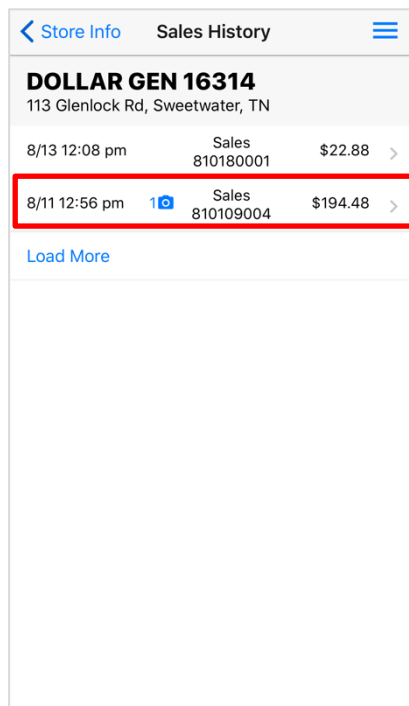 Store Info Sales History
DOLLAR GEN 16314
113 Glenlock Rd, Sweetwater, TN
8/13 12:08 pm Sales 810180001 $22.88
8/11 12:56 pm 1 Sales 810109004 $194.48
Load More